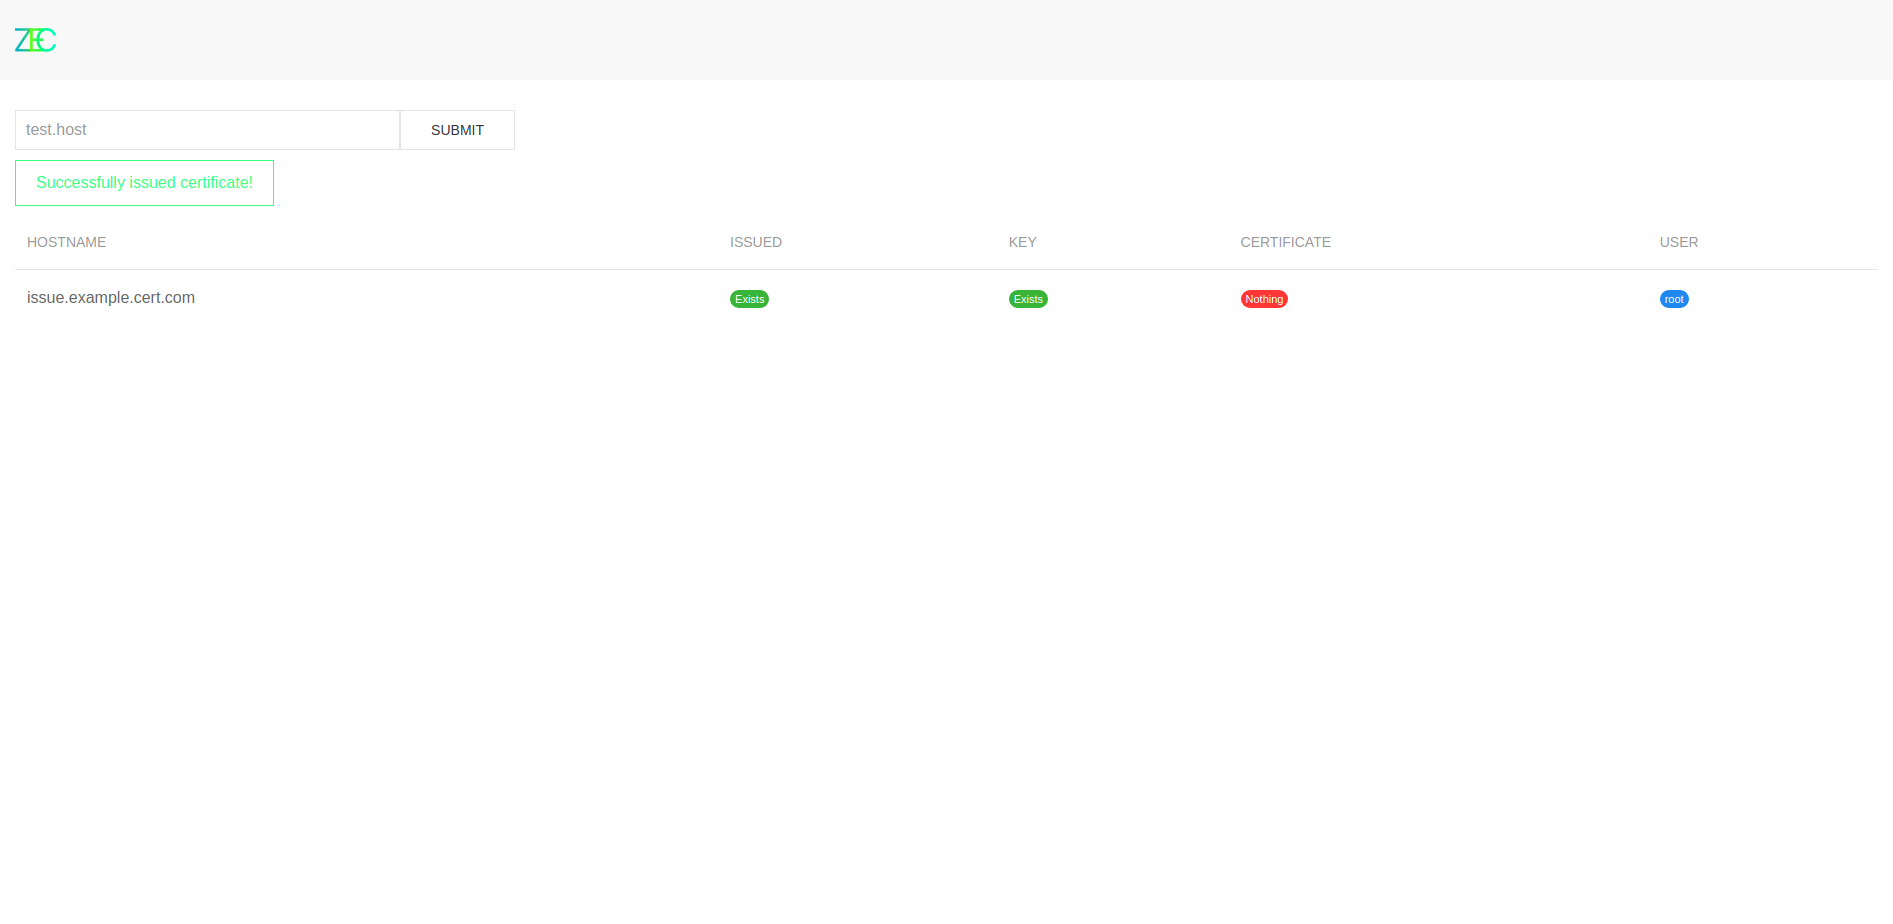 ZEC
test.host
SUBMIT
Successfully issued certificate!
HOSTNAME ISSUED KEY CERTIFICATE USER
issue.example.cert.com Exists Exists Nothing root